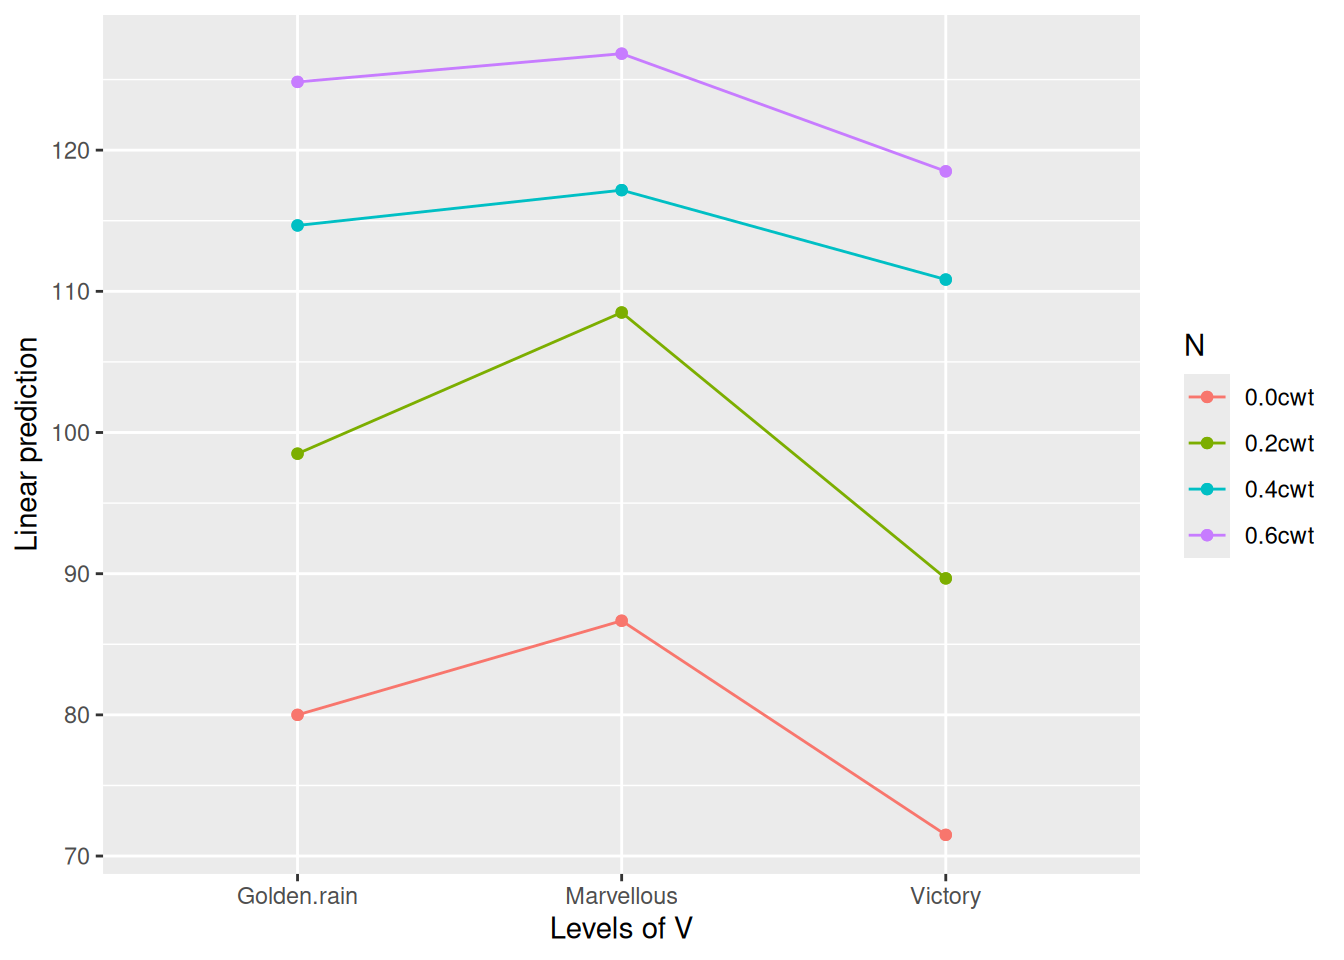 120
110
100
90
80
70
Linear prediction
Golden.rain
Marvellous
Victory
Levels of V
N
0.0cwt
0.2cwt
0.4cwt
0.6cwt